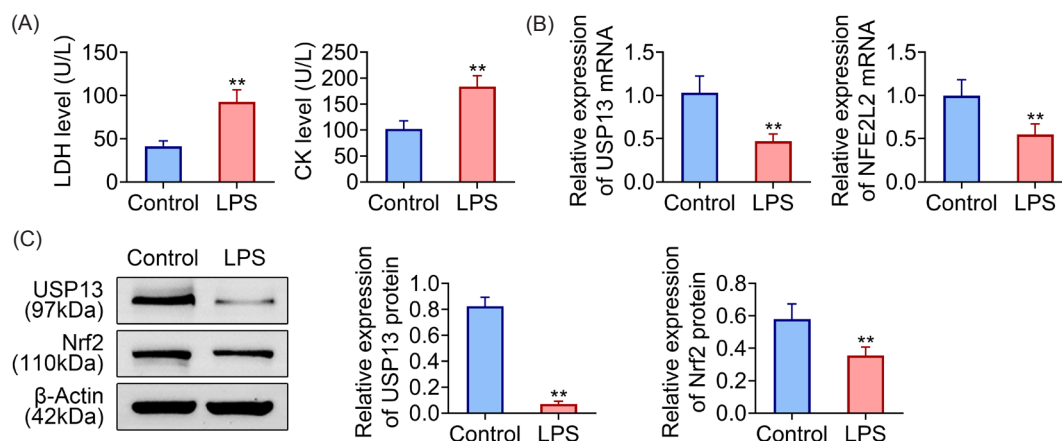 (A)
LDH level (U/L)
150
100
50
0
**
Control LPS
CK level (U/L)
250
200
150
100
50
0
**
Control LPS
(B)
Relative expression
of USP13 mRNA
1.5
1.0
0.5
0.0
**
Control LPS
Relative expression
of NFE2L2 mRNA
1.5
1.0
0.5
0.0
**
Control LPS
(C)
Control LPS
USP13
(97kDa)
Nrf2
(110kDa)
β-Actin
(42kDa)
Relative expression
of USP13 protein
1.0
0.8
0.6
0.4
0.2
0.0
**
Control LPS
Relative expression
of Nrf2 protein
0.8
0.6
0.4
0.2
0.0
**
Control LPS